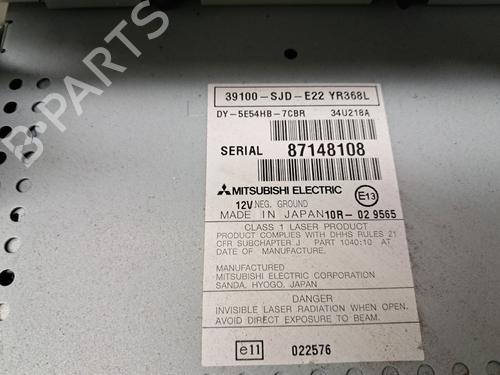 39100-SJD-E22 YR368L
DY-5E54HB-7CBR 34U218A
SERIAL 87148108
MITSUBISHI ELECTRIC
12V NEG. GROUND E13
MADE IN JAPAN 10R-02 9565
CLASS 1 LASER PRODUCT
PRODUCT COMPLIES WITH DHHS RULES 21
CFR SUBCHAPTER J PART 1040:10 AT
DATE OF MANUFACTURE.
MANUFACTURED
MITSUBISHI ELECTRIC CORPORATION
SANDA, HYOGO, JAPAN
DANGER
INVISIBLE LASER RADIATION WHEN OPEN.
AVOID DIRECT EXPOSURE TO BEAM.
e11 022576
B-PARTS